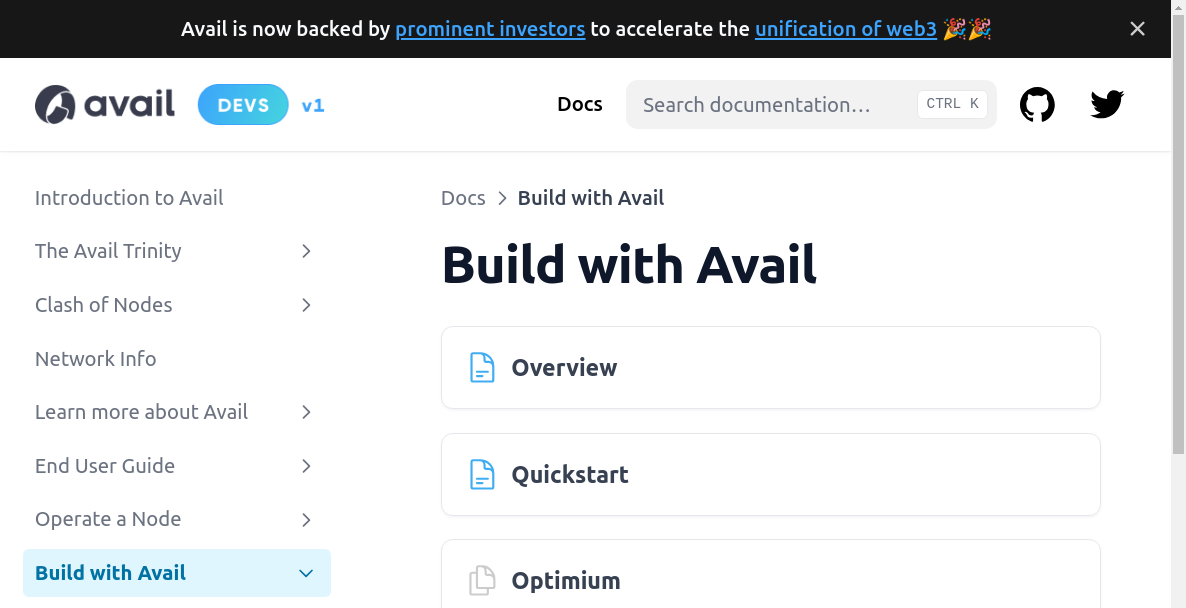 Avail is now backed by prominent investors to accelerate the unification of web3 🎉🎉
avail DEVS v1
Docs
Search documentation…
CTRL K
Introduction to Avail
The Avail Trinity
Clash of Nodes
Network Info
Learn more about Avail
End User Guide
Operate a Node
Build with Avail
Docs > Build with Avail
Build with Avail
Overview
Quickstart
Optimium